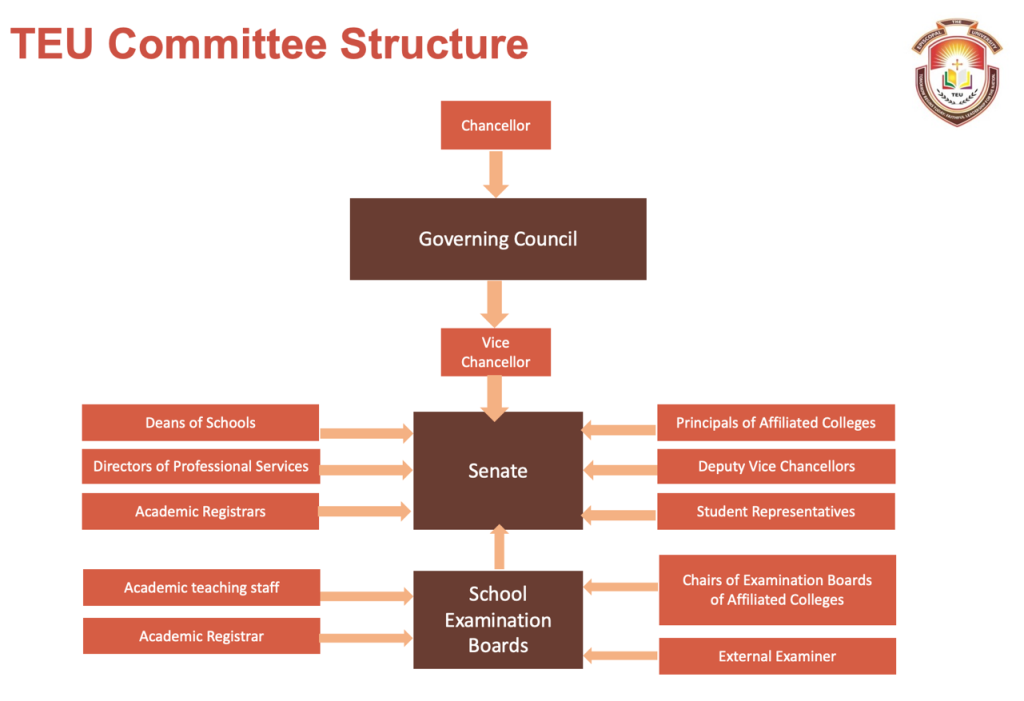 TEU Committee Structure
THE
EPISCOPAL UNIVERSITY
TEU
Chancellor
Governing Council
Vice
Chancellor
Deans of Schools
Directors of Professional Services
Academic Registrars
Senate
Principals of Affiliated Colleges
Deputy Vice Chancellors
Student Representatives
Academic teaching staff
Academic Registrar
School
Examination
Boards
Chairs of Examination Boards
of Affiliated Colleges
External Examiner